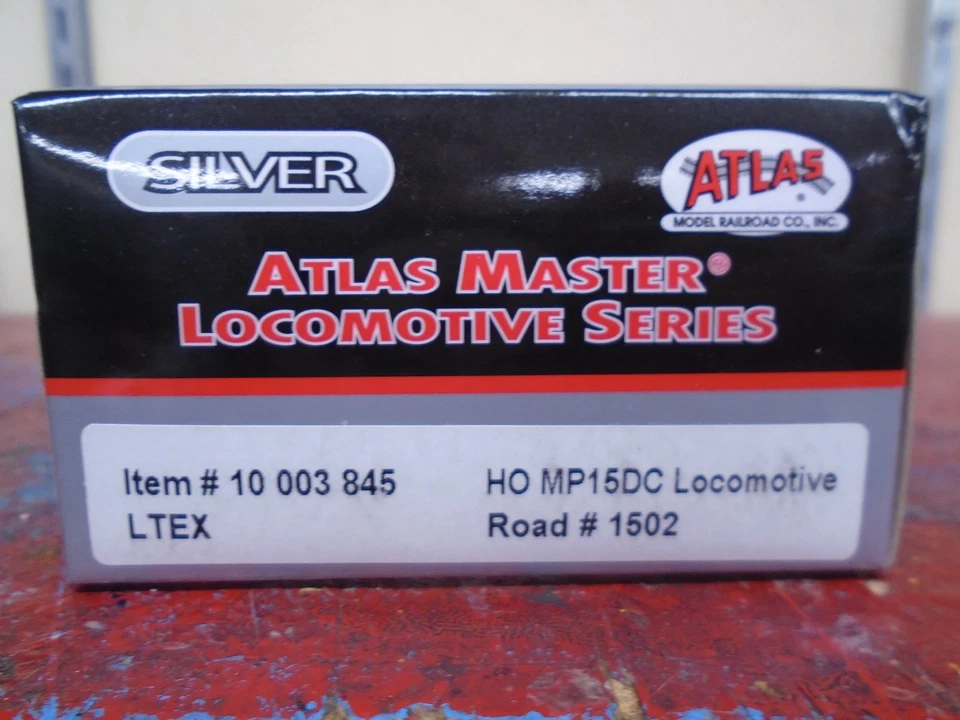 SILVER
ATLAS
®
MODEL RAILROAD CO., INC.
ATLAS MASTER®
LOCOMOTIVE SERIES
Item # 10 003 845
HO MP15DC Locomotive
LTEX
Road # 1502